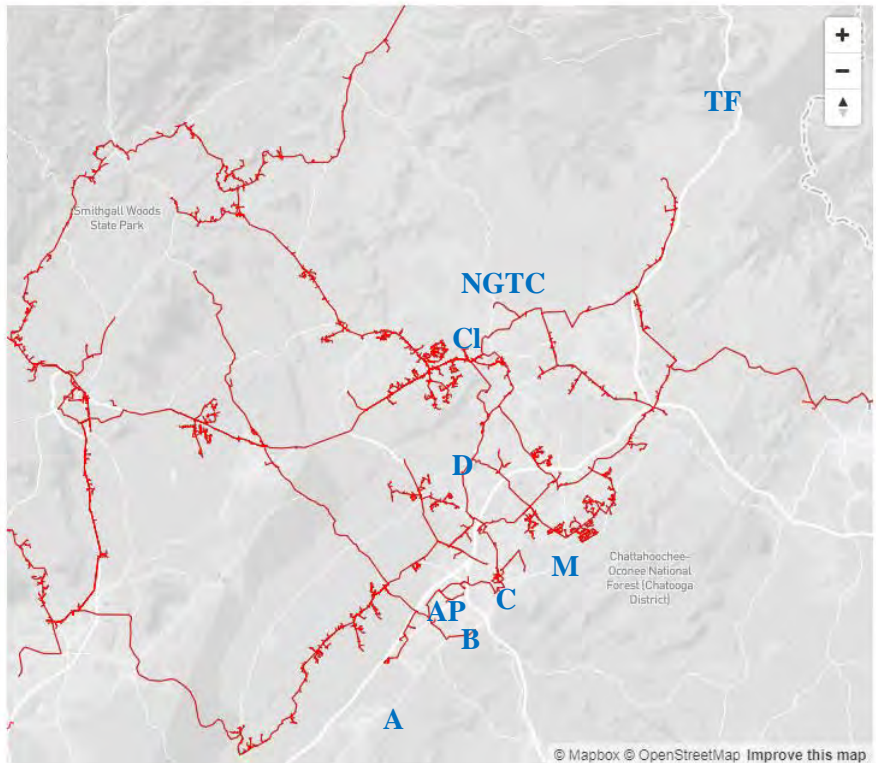 +
−
TF
Smithgall Woods
State Park
NGTC
Cl
D
M
Chattahoochee-
Oconee National
Forest (Chatooga
District)
C
AP
B
A
© Mapbox © OpenStreetMap Improve this map